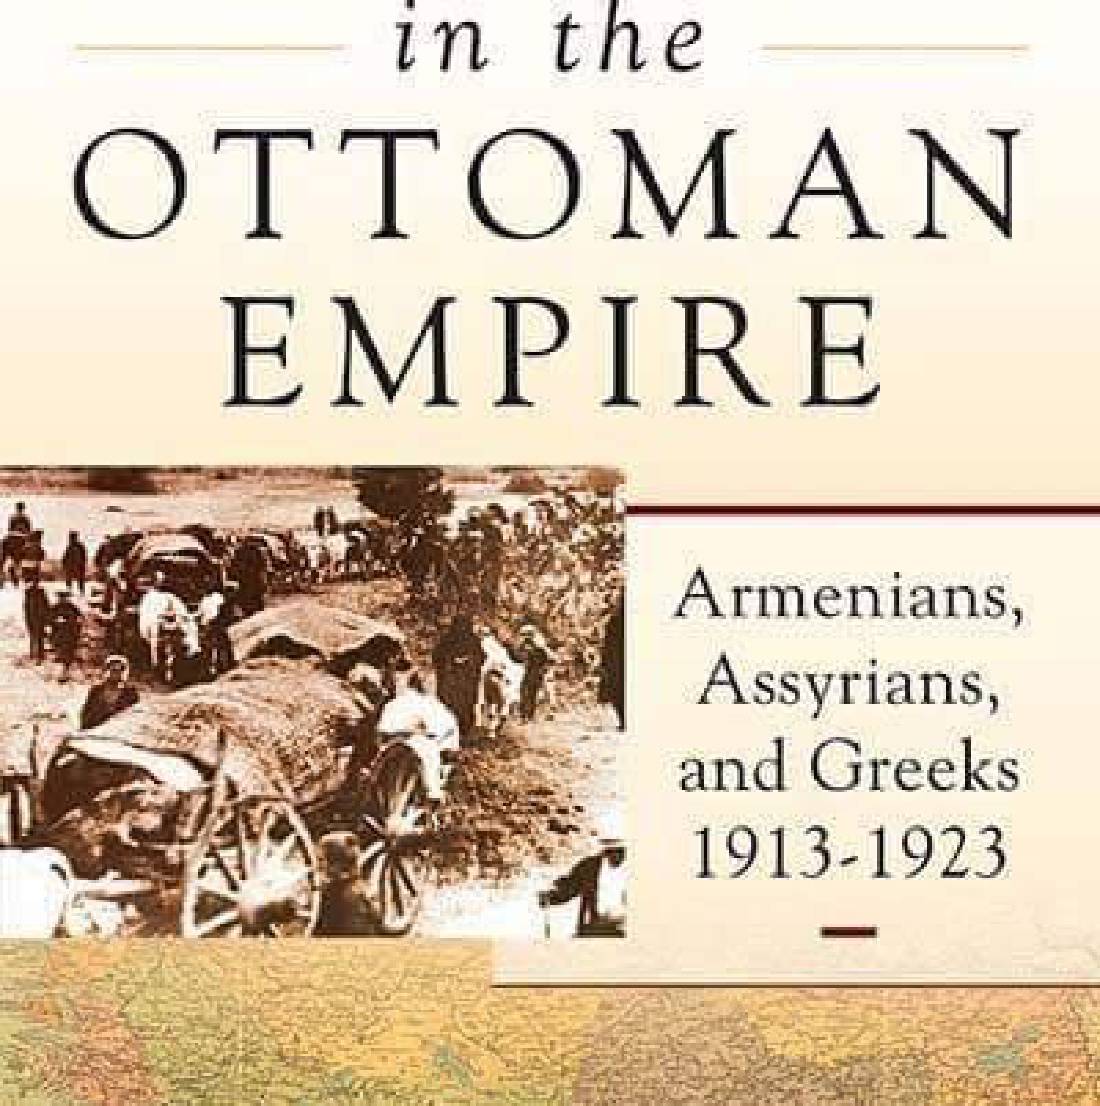 in the
OTTOMAN
EMPIRE
Armenians,
Assyrians,
and Greeks
1913-1923